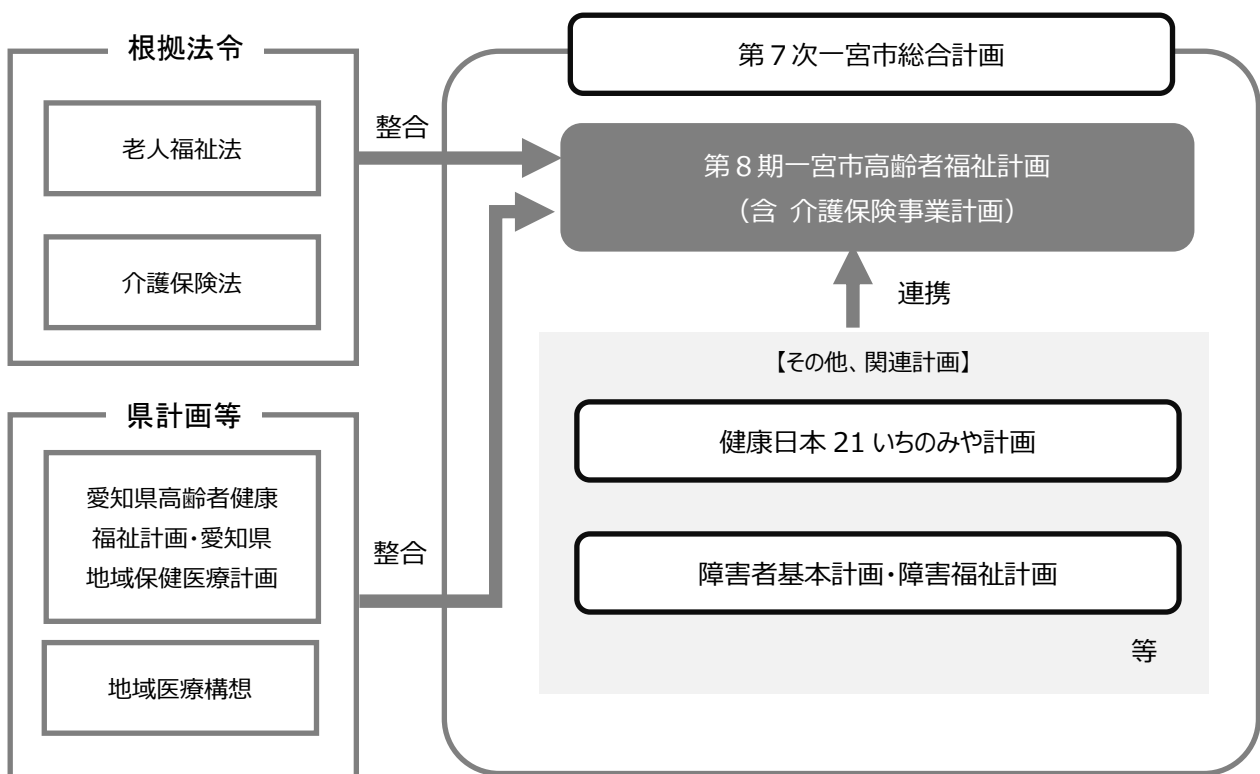 根拠法令
老人福祉法
介護保険法
整合
県計画等
愛知県高齢者健康
福祉計画・愛知県
地域保健医療計画
地域医療構想
整合
第7次一宮市総合計画
第8期一宮市高齢者福祉計画
（含 介護保険事業計画）
連携
【その他、関連計画】
健康日本 21 いちのみや計画
障害者基本計画・障害福祉計画
等